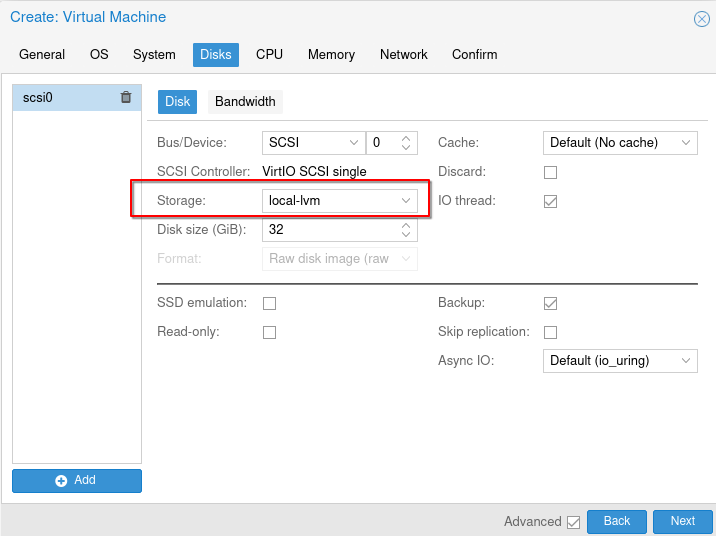 Create: Virtual Machine
General OS System Disks CPU Memory Network Confirm
scsi0
Disk Bandwidth
Bus/Device: SCSI 0 Cache: Default (No cache)
SCSI Controller: VirtIO SCSI single Discard:
Storage: local-lvm IO thread:
Disk size (GiB): 32
Format: Raw disk image (raw
SSD emulation: Backup:
Read-only: Skip replication:
Async IO: Default (io_uring)
Add
Advanced Back Next